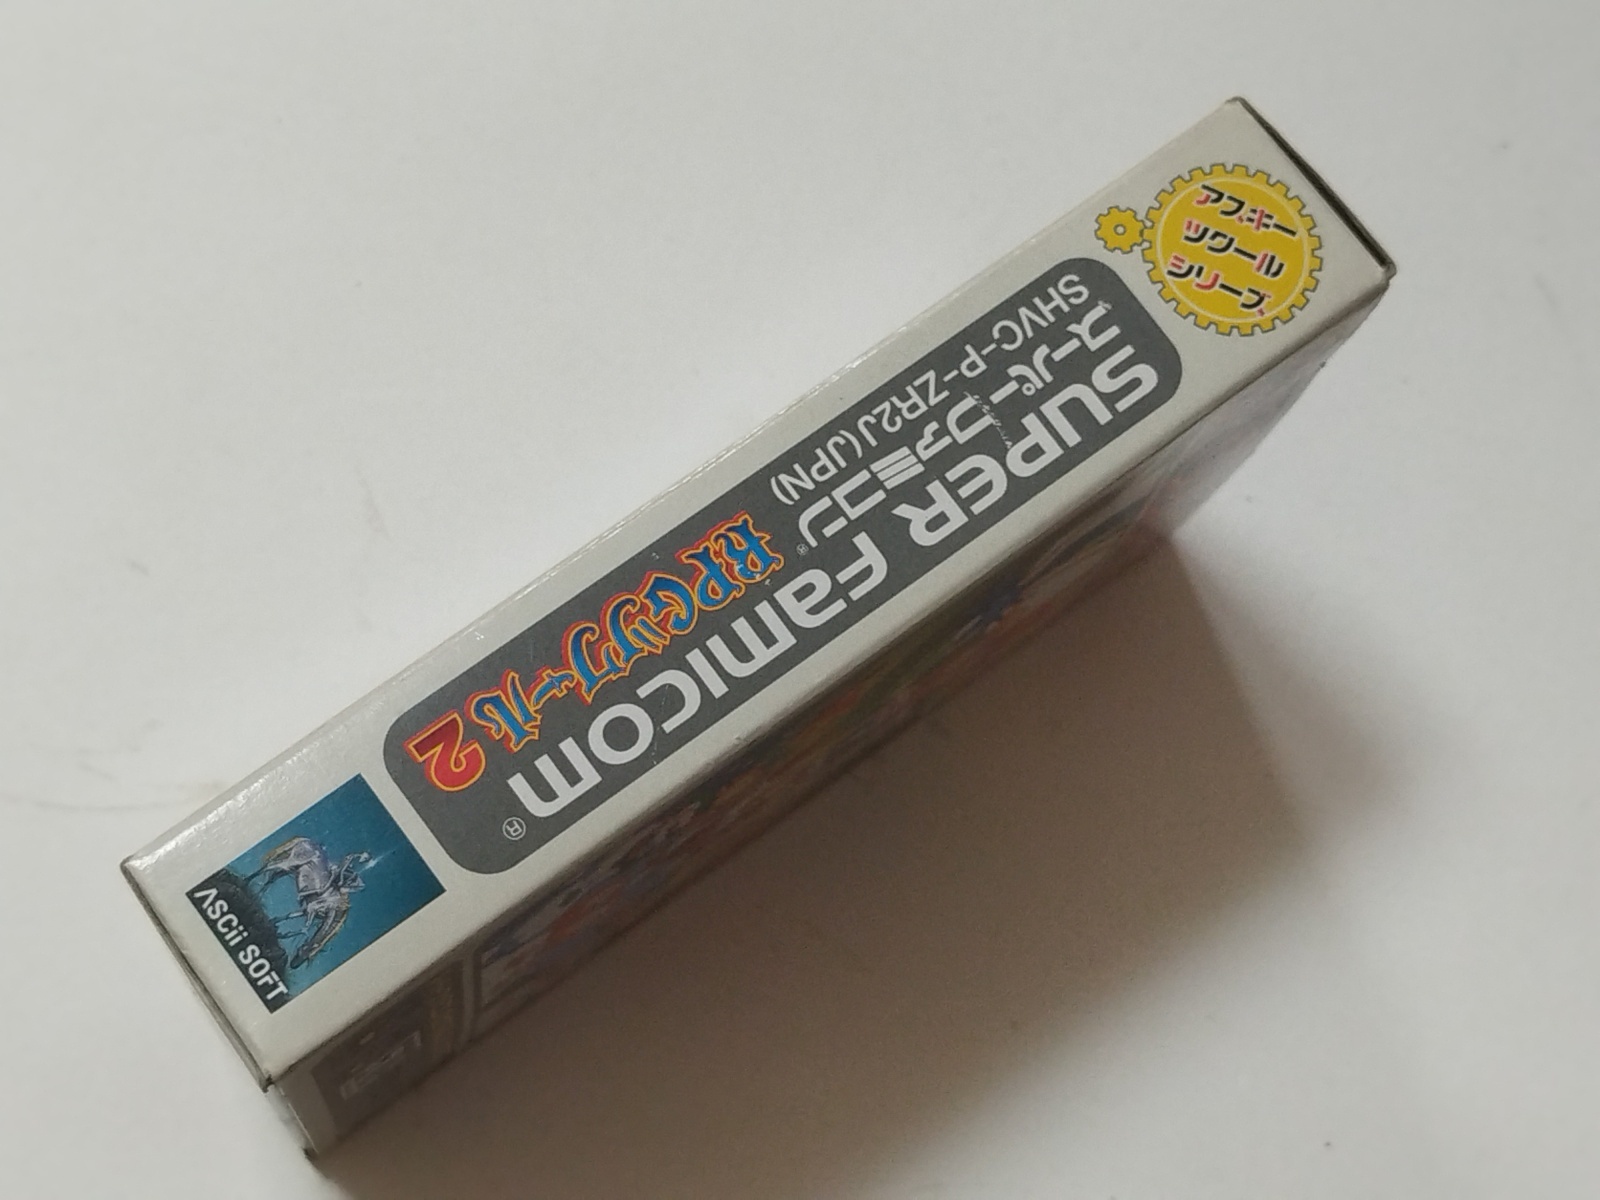 アスキー
ツクール
シリーズ
SUPER Famicom®
スーパーファミコン®
SHVC-P-ZR2J(JPN)
RPGツクール2
ASCII SOFT